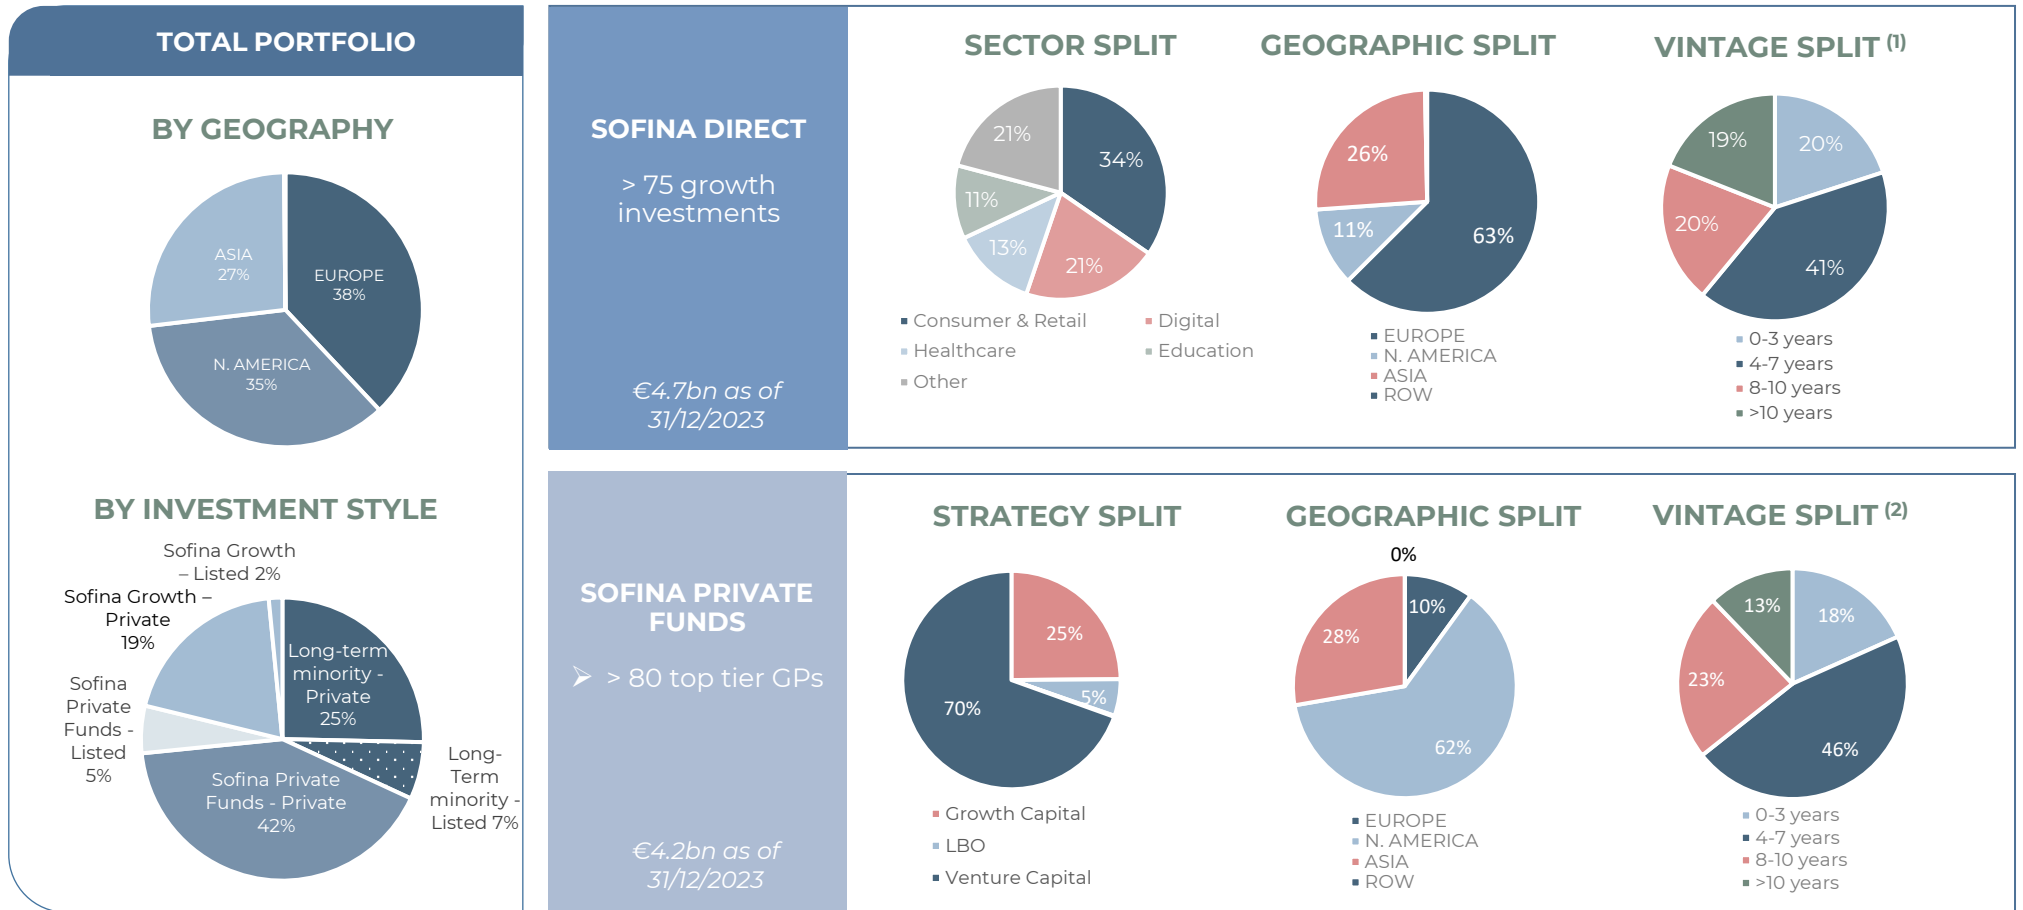 TOTAL PORTFOLIO
BY GEOGRAPHY
ASIA
27%
EUROPE
38%
N. AMERICA
35%
BY INVESTMENT STYLE
Sofina Growth
– Listed 2%
Sofina Growth –
Private
19%
Long-term
minority -
Private
25%
Sofina
Private
Funds -
Listed
5%
Long-
Term
minority -
Listed 7%
Sofina Private
Funds - Private
42%
SOFINA DIRECT
> 75 growth
investments
€4.7bn as of
31/12/2023
SECTOR SPLIT
21%
34%
11%
13%
21%
Consumer & Retail
Digital
Healthcare
Education
Other
GEOGRAPHIC SPLIT
26%
11%
63%
EUROPE
N. AMERICA
ASIA
ROW
VINTAGE SPLIT (1)
19%
20%
20%
41%
0-3 years
4-7 years
8-10 years
>10 years
SOFINA PRIVATE
FUNDS
➢ > 80 top tier GPs
€4.2bn as of
31/12/2023
STRATEGY SPLIT
25%
5%
70%
Growth Capital
LBO
Venture Capital
GEOGRAPHIC SPLIT
0%
10%
28%
62%
EUROPE
N. AMERICA
ASIA
ROW
VINTAGE SPLIT (2)
13%
18%
23%
46%
0-3 years
4-7 years
8-10 years
>10 years